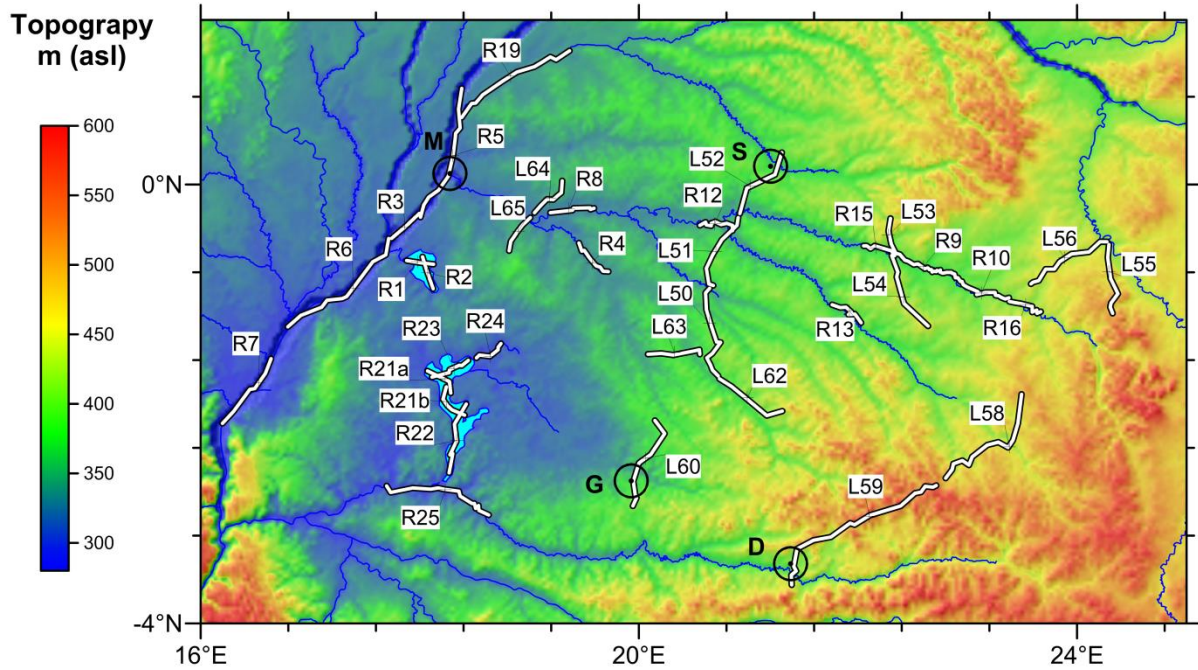 Topograpy
m (asl)
600
550
500
450
400
350
300
R19
M
R5
L64
R8
L52
S
R3
L65
R12
R15
L53
R6
R4
R9
L56
L51
R10
R1
R2
L54
L55
L50
R23
R24
L63
R13
R16
R7
R21a
R21b
L62
R22
L58
L60
G
L59
R25
D
0°N
-4°N
16°E
20°E
24°E